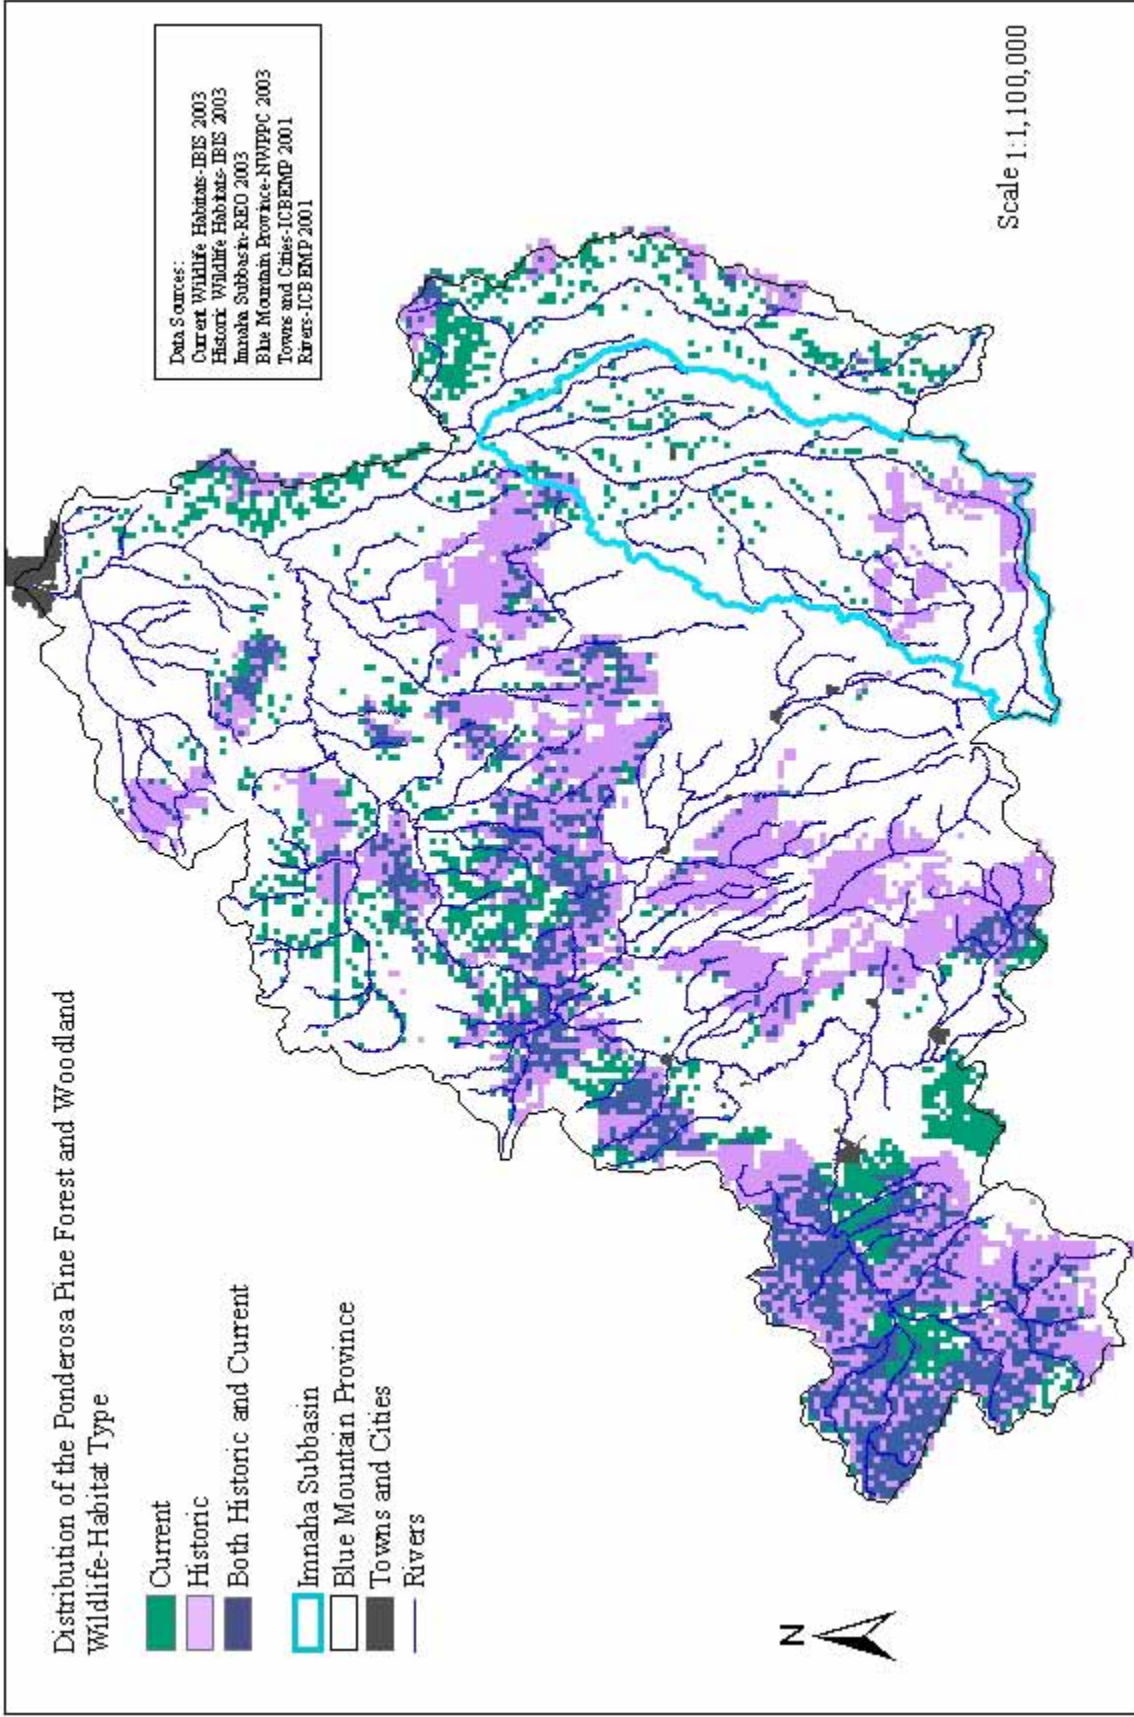 Distribution of the Ponderosa Pine Forest and Woodland
Wildlife-Habitat Type
Current
Historic
Both Historic and Current
Imnaha Subbasin
Blue Mountain Province
Towns and Cities
Rivers
N
Data Sources:
Current Wildlife Habitats-IBIS 2003
Historic Wildlife Habitats-IBIS 2003
Imnaha Subbasin-REO 2003
Blue Mountain Province-NWPPC 2003
Towns and Cities-ICBEMP 2001
Rivers-ICBEMP 2001
Scale 1:1,100,000